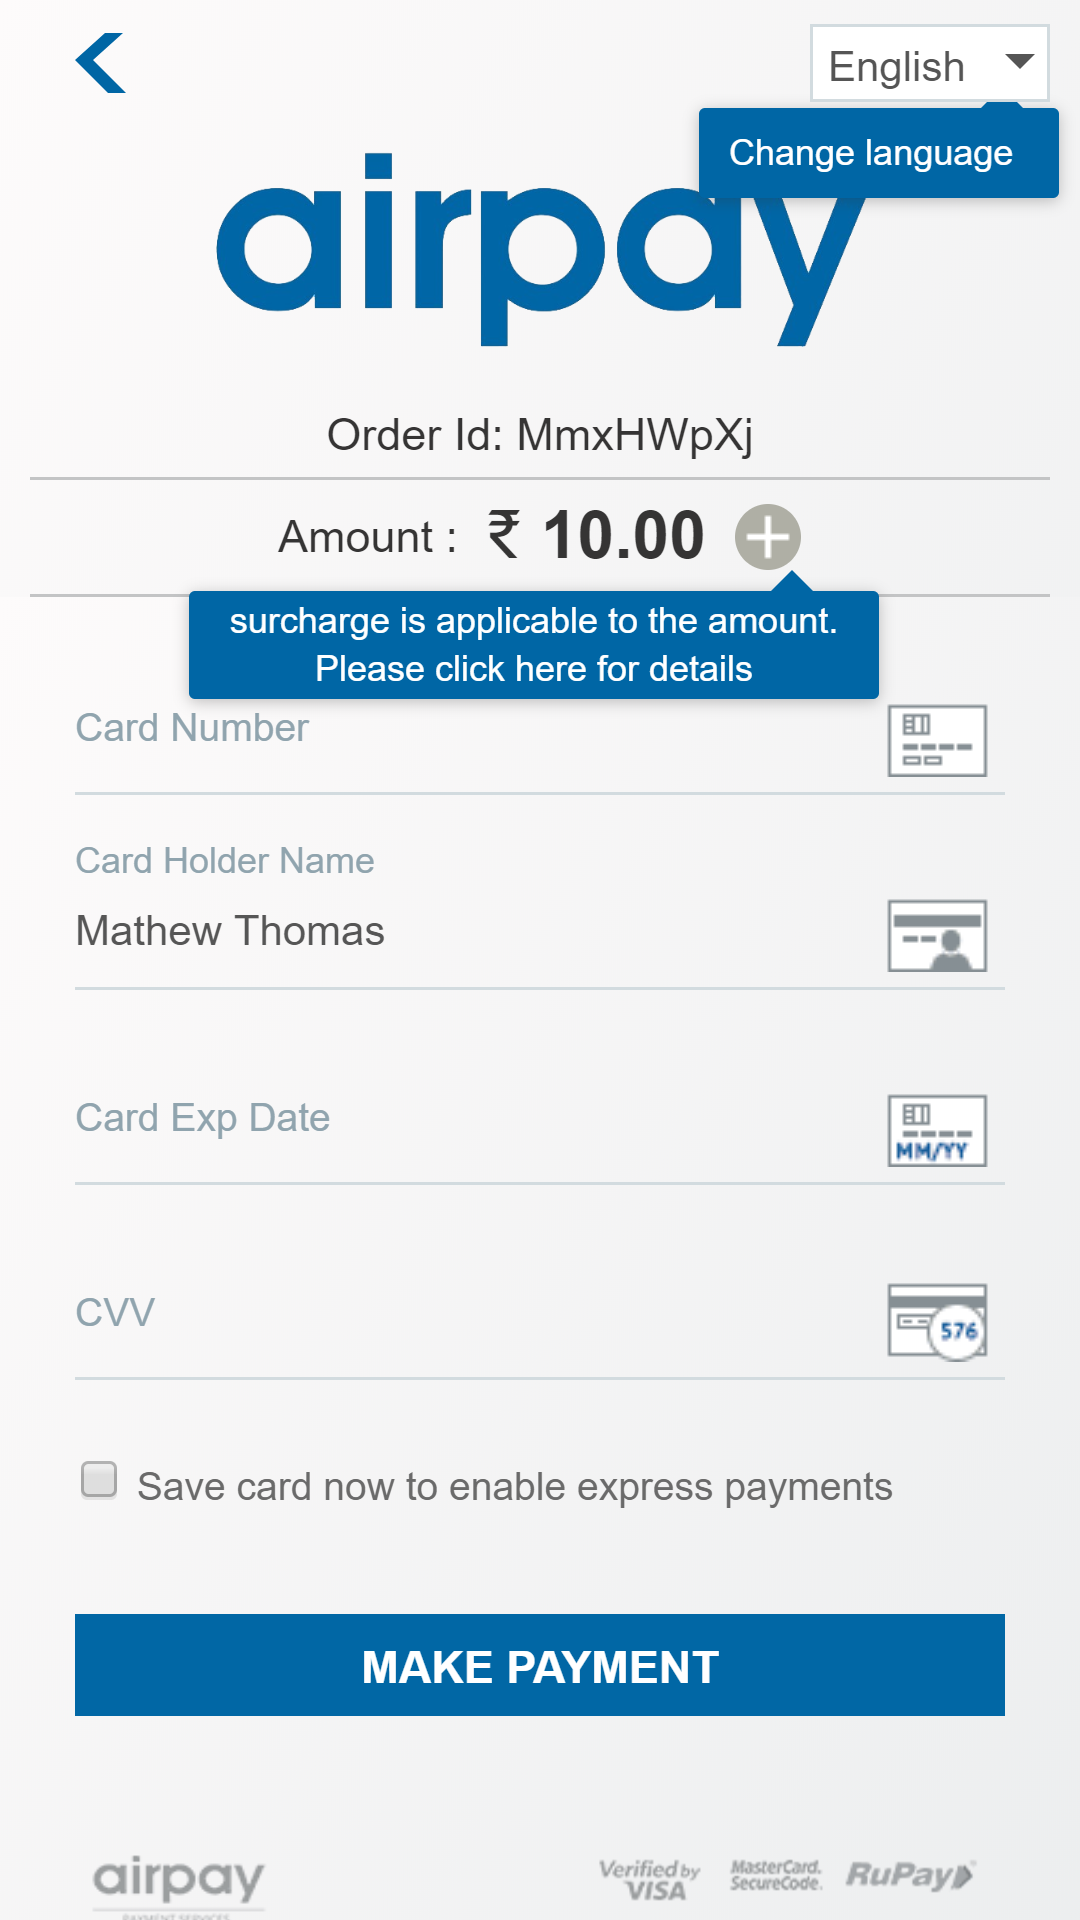 English
Change language
airpay
Order Id: MmxHWpXj
Amount : ₹ 10.00
surcharge is applicable to the amount.
Please click here for details
Card Number
Card Holder Name
Mathew Thomas
Card Exp Date
MM/YY
CVV
576
Save card now to enable express payments
MAKE PAYMENT
airpay
PAYMENT SERVICES
Verified by
VISA
MasterCard.
SecureCode.
RuPay